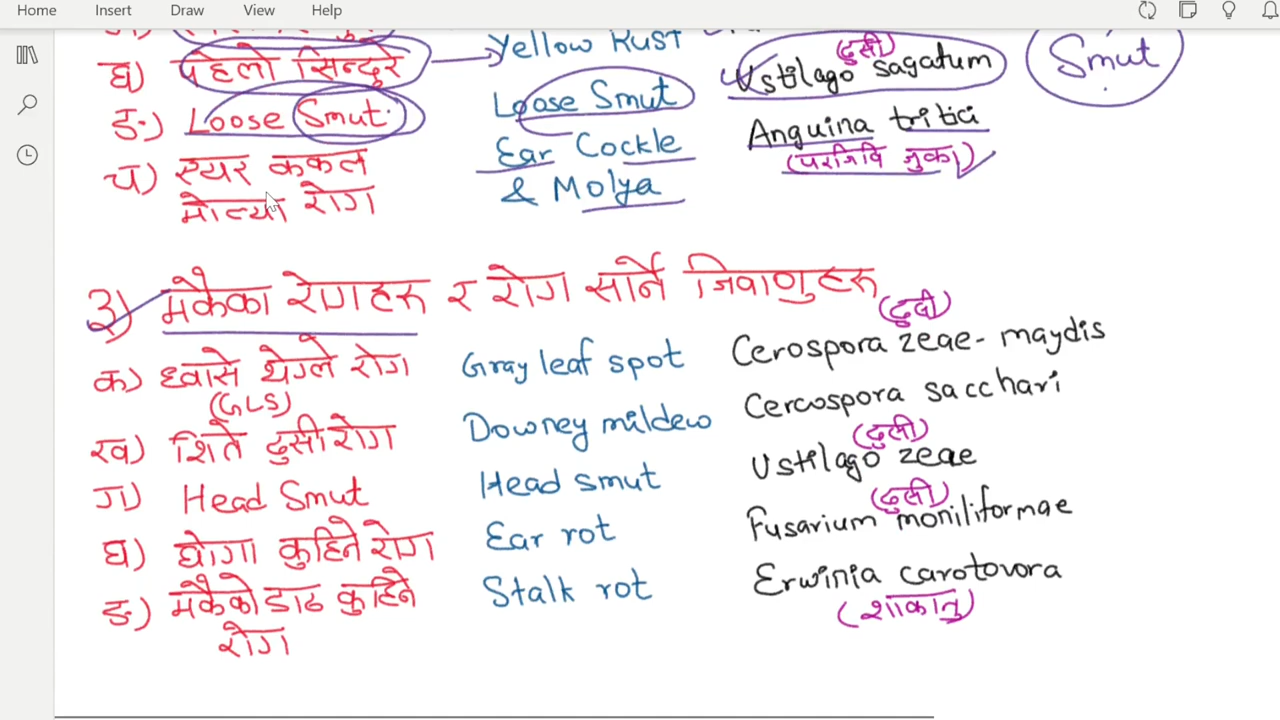 Home Insert Draw View Help
घ) पहेलो सिन्दुरे → Yellow Rust
(ढुसी)
Ustilago sagatum
Smut
ङ) Loose Smut Loose Smut
Anguina tritici
(परजिवि जुका)
च) इयर ककल Ear Cockle
मोल्या रोग & Molya
३) मकैका रोगहरु र रोग सार्ने जिवाणुहरु
(ढुसी)
क) ध्वासे थेग्ले रोग Gray leaf spot Cerospora zeae-maydis
(GLS)
ख) शिते ढुसी रोग Downey mildew Cercospora sacchari
(ढुसी)
ग) Head Smut Head smut Ustilago zeae
(ढुसी)
घ) घोगा कुहिने रोग Ear rot Fusarium moniliformae
ङ) मकैको डाठ कुहिने Stalk rot Erwinia carotovora
रोग
(शाकानु)